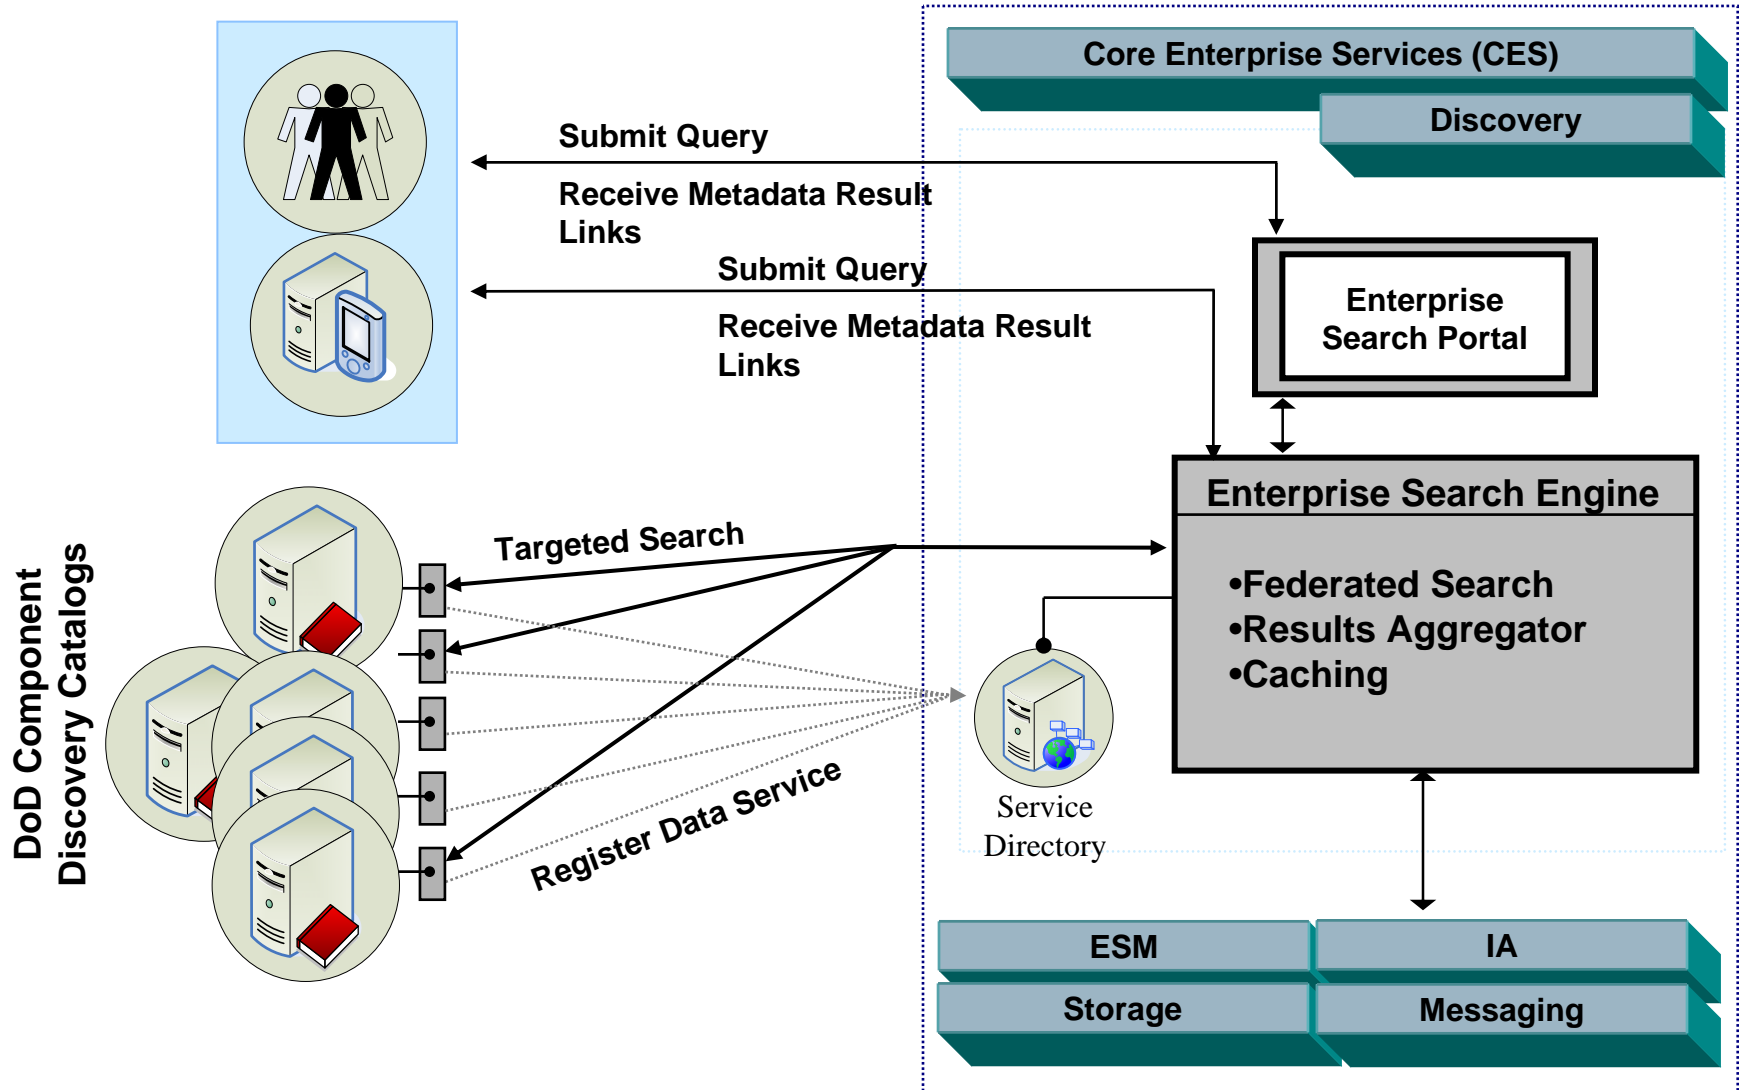 Core Enterprise Services (CES)
Discovery
Submit Query
Receive Metadata Result
Links
Submit Query
Receive Metadata Result
Links
Enterprise
Search Portal
Enterprise Search Engine
•Federated Search
•Results Aggregator
•Caching
Targeted Search
DoD Component
Discovery Catalogs
Register Data Service
Service
Directory
ESM
IA
Storage
Messaging